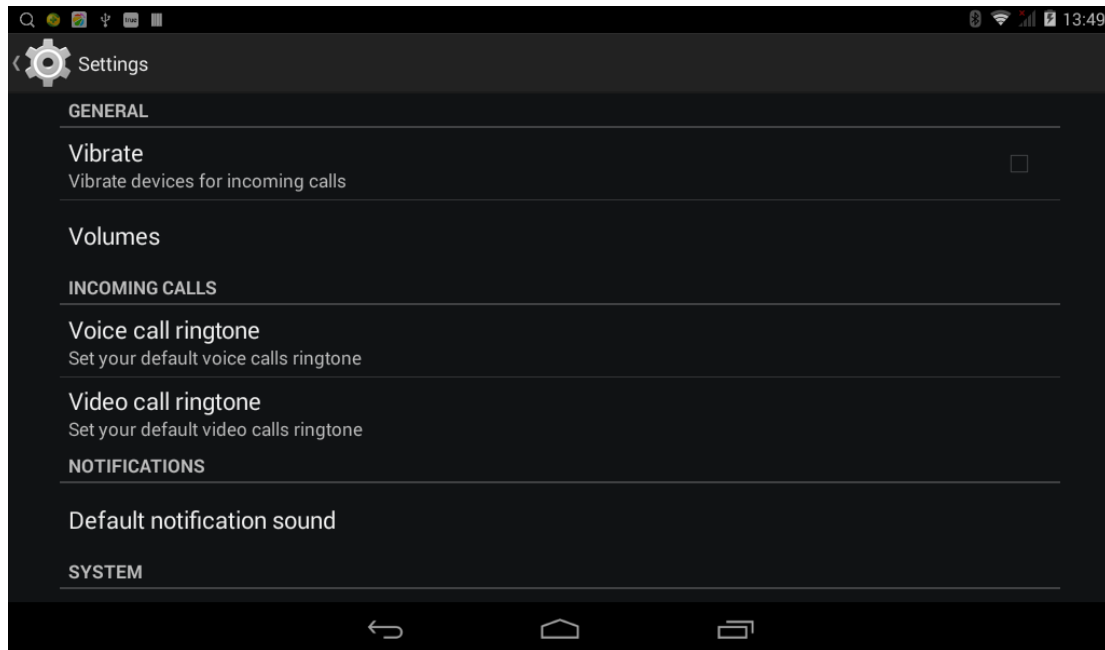 13:49
Settings
GENERAL
Vibrate
Vibrate devices for incoming calls
Volumes
INCOMING CALLS
Voice call ringtone
Set your default voice calls ringtone
Video call ringtone
Set your default video calls ringtone
NOTIFICATIONS
Default notification sound
SYSTEM